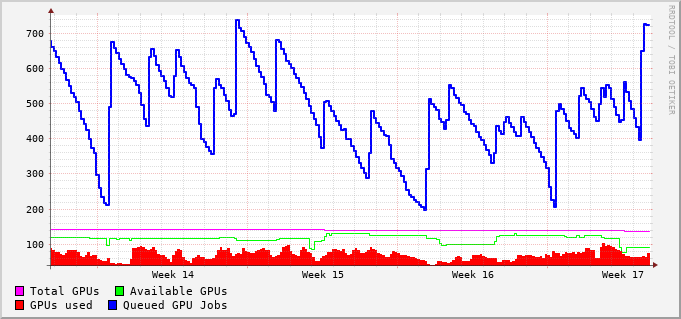 700
600
500
400
300
200
100
Week 14 Week 15 Week 16 Week 17
RRDTOOL / TOBI OETIKER
Total GPUs Available GPUs
GPUs used Queued GPU Jobs